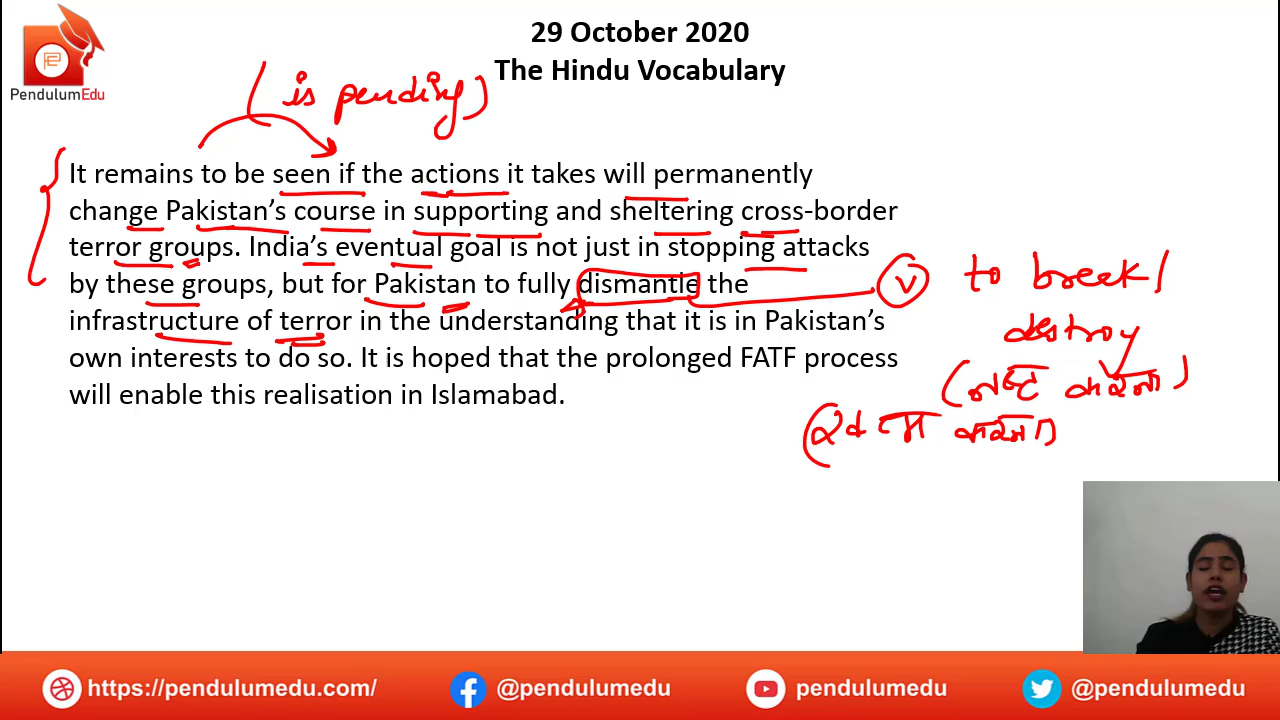 29 October 2020
The Hindu Vocabulary
PendulumEdu
(is pending)
It remains to be seen if the actions it takes will permanently
change Pakistan's course in supporting and sheltering cross-border
terror groups. India's eventual goal is not just in stopping attacks
by these groups, but for Pakistan to fully dismantle the
infrastructure of terror in the understanding that it is in Pakistan's
own interests to do so. It is hoped that the prolonged FATF process
will enable this realisation in Islamabad.
V
to break/
destroy
(नष्ट करना)
करना)
https://pendulumedu.com/
@pendulumedu
pendulumedu
@pendulumedu